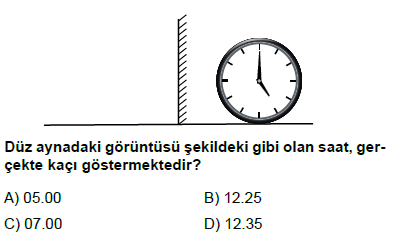 Düz aynadaki görüntüsü şekildeki gibi olan saat, ger-
çekte kaçı göstermektedir?
A) 05.00 B) 12.25
C) 07.00 D) 12.35